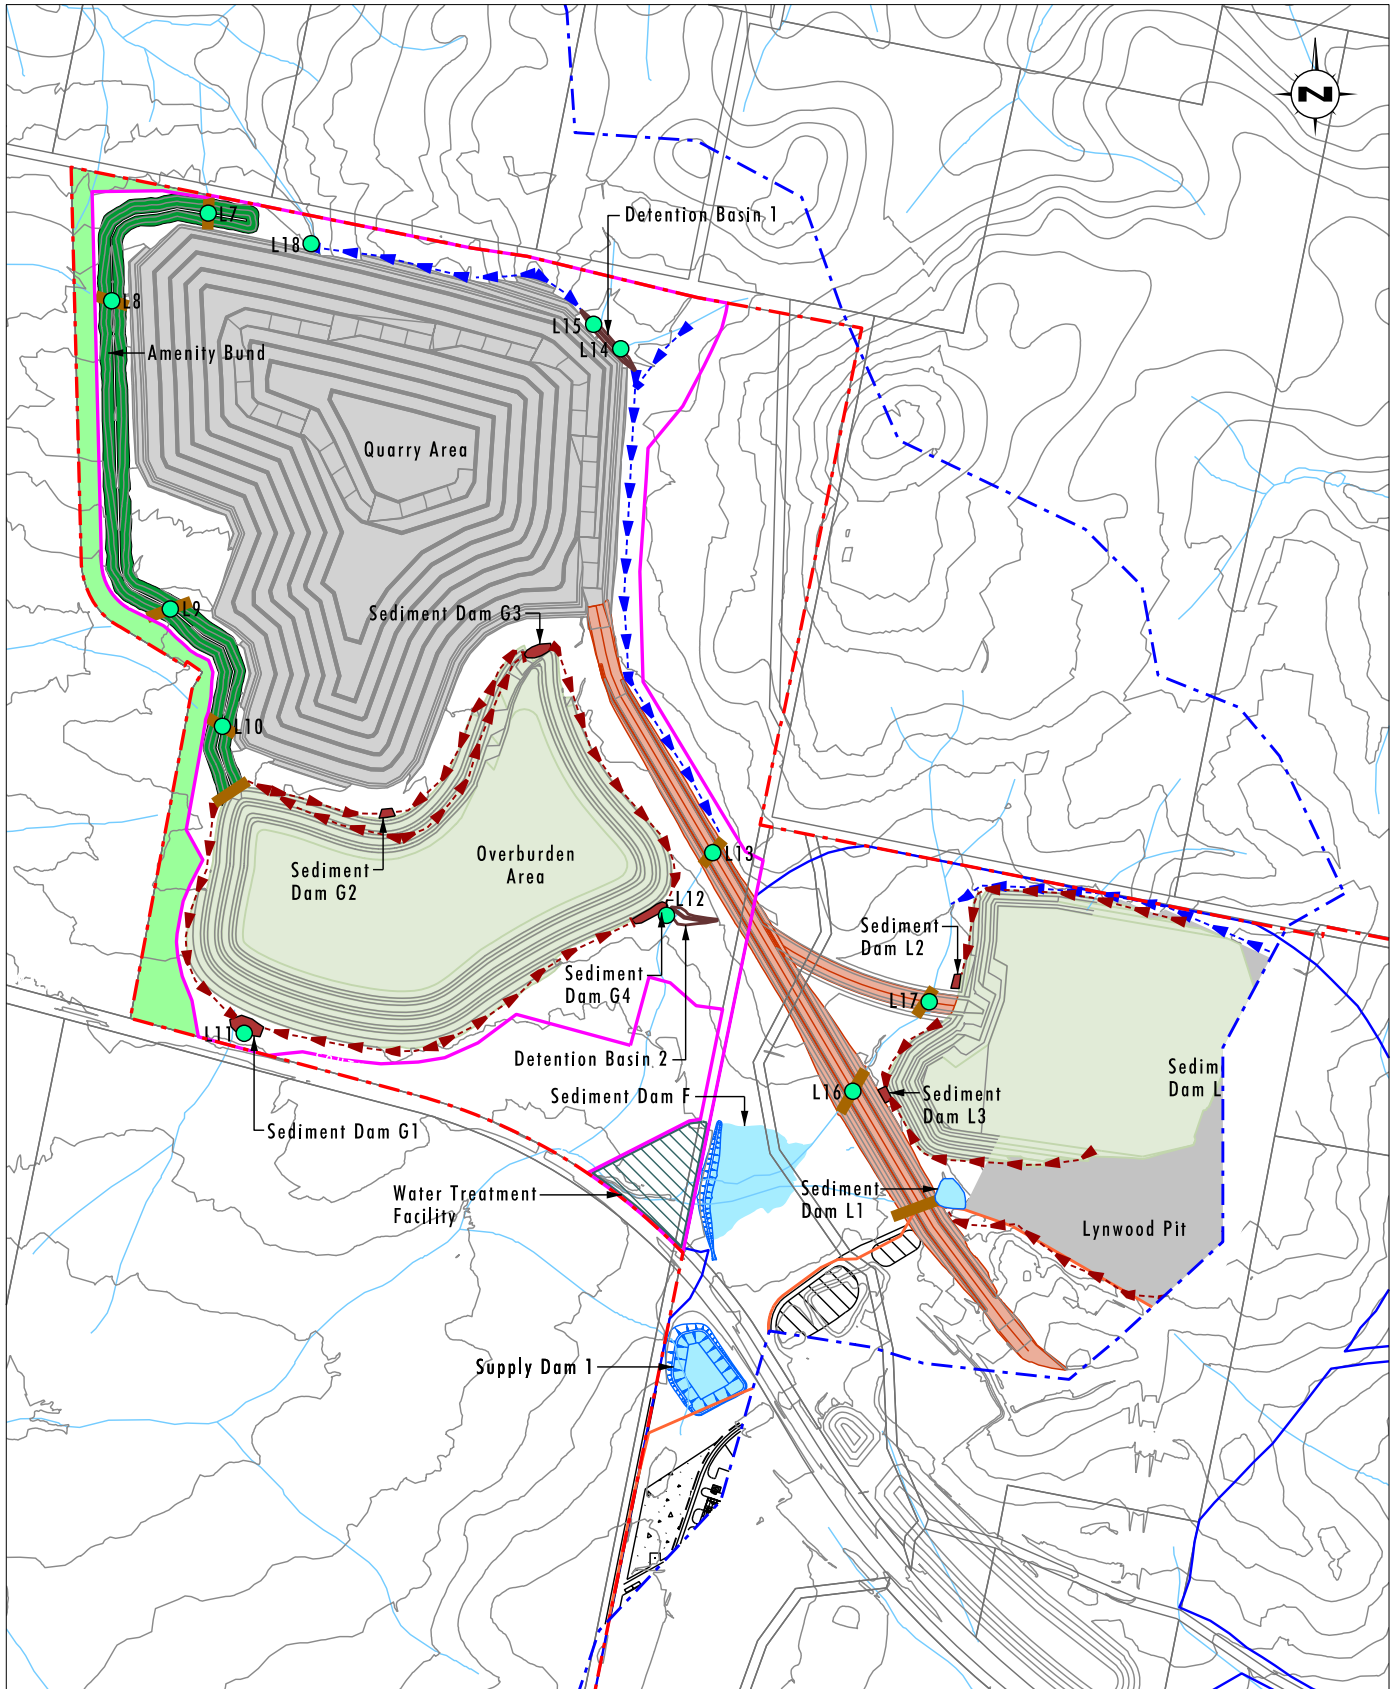 N
Detention Basin 1
L7
L18
L8
L15
L14
Amenity Bund
Quarry Area
L9
Sediment Dam G3
L10
L13
Overburden
Area
Sediment
Dam G2
L12
Sediment
Dam L2
Sediment
Dam G4
L17
L11
Detention Basin 2
Sedim
Dam L
Sediment Dam F
L16
Sediment
Dam L3
Sediment Dam G1
Water Treatment
Facility
Sediment
Dam L1
Lynwood Pit
Supply Dam 1